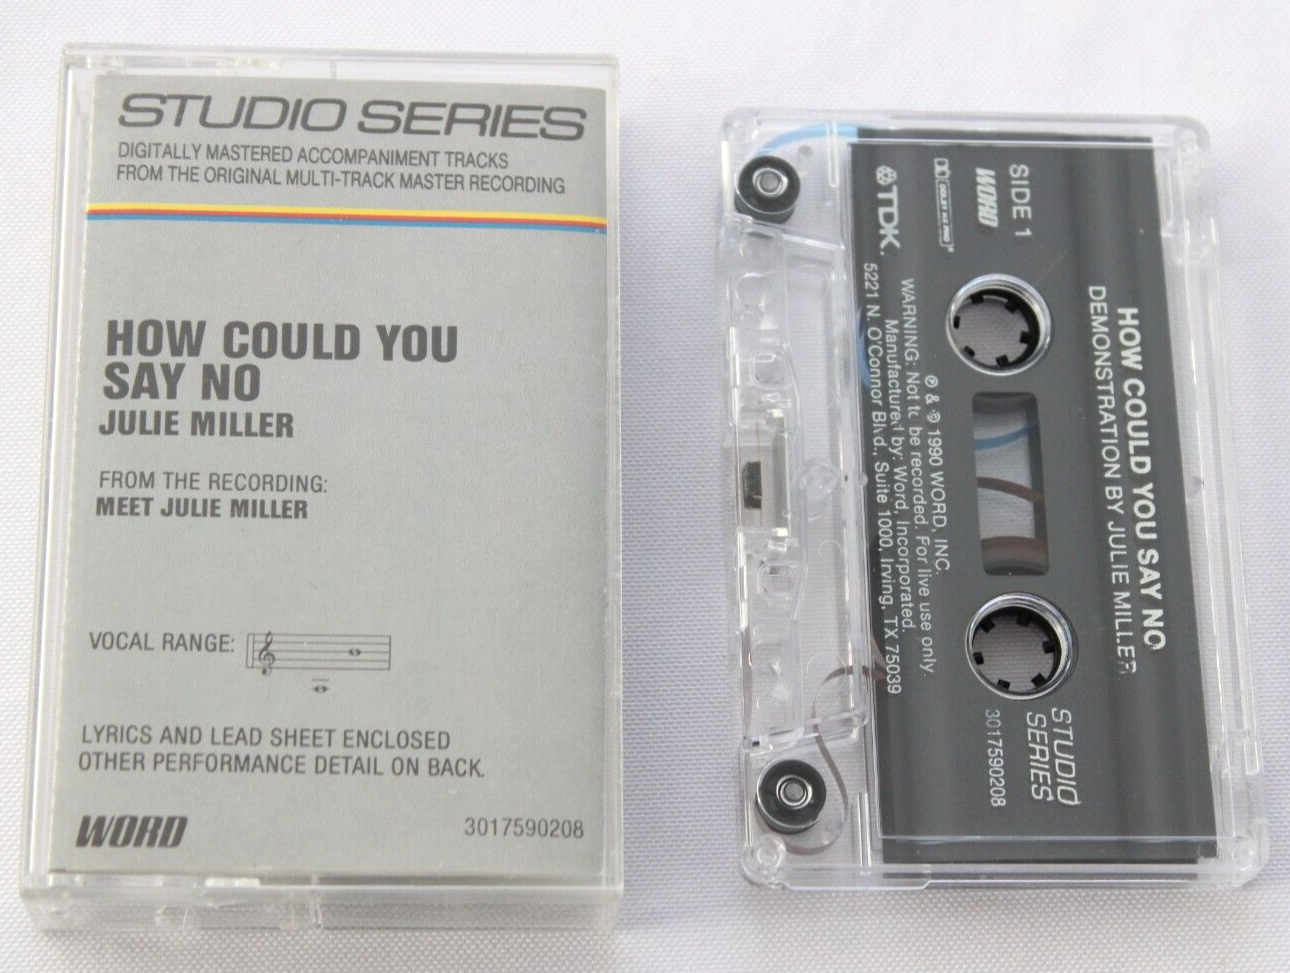 STUDIO SERIES
DIGITALLY MASTERED ACCOMPANIMENT TRACKS
FROM THE ORIGINAL MULTI-TRACK MASTER RECORDING
HOW COULD YOU
SAY NO
JULIE MILLER
FROM THE RECORDING:
MEET JULIE MILLER
VOCAL RANGE:
LYRICS AND LEAD SHEET ENCLOSED
OTHER PERFORMANCE DETAIL ON BACK.
WORD
3017590208
HOW COULD YOU SAY NO
DEMONSTRATION BY JULIE MILLER
SIDE 1
WORD
DOLBY HX PRO
TDK.
STUDIO
SERIES
3017590208
℗ & © 1990 WORD, INC.
WARNING: Not to be recorded. For live use only.
Manufactured by: Word, Incorporated.
5221 N. O'Connor Blvd., Suite 1000, Irving, TX 75039